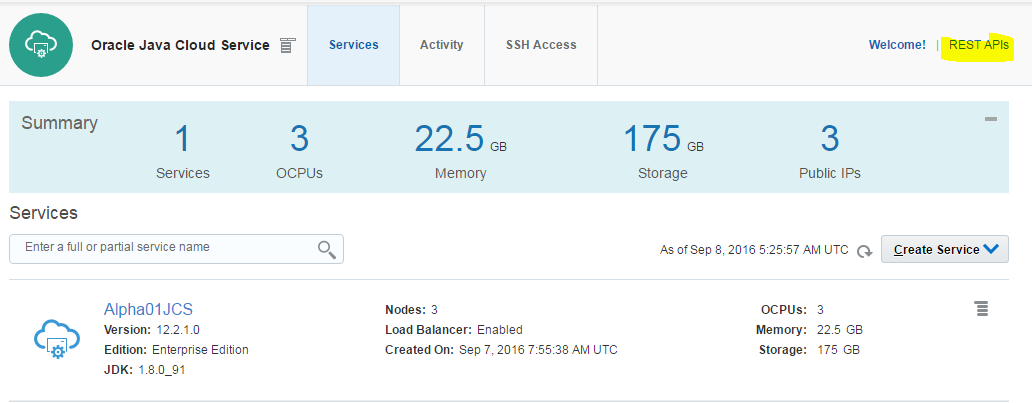 Oracle Java Cloud Service
Services
Activity
SSH Access
Welcome! | REST APIs
Summary
1 3 22.5 GB 175 GB 3
Services OCPUs Memory Storage Public IPs
Services
Enter a full or partial service name
As of Sep 8, 2016 5:25:57 AM UTC
Create Service
Alpha01JCS
Version: 12.2.1.0
Edition: Enterprise Edition
JDK: 1.8.0_91
Nodes: 3
Load Balancer: Enabled
Created On: Sep 7, 2016 7:55:38 AM UTC
OCPUs: 3
Memory: 22.5 GB
Storage: 175 GB